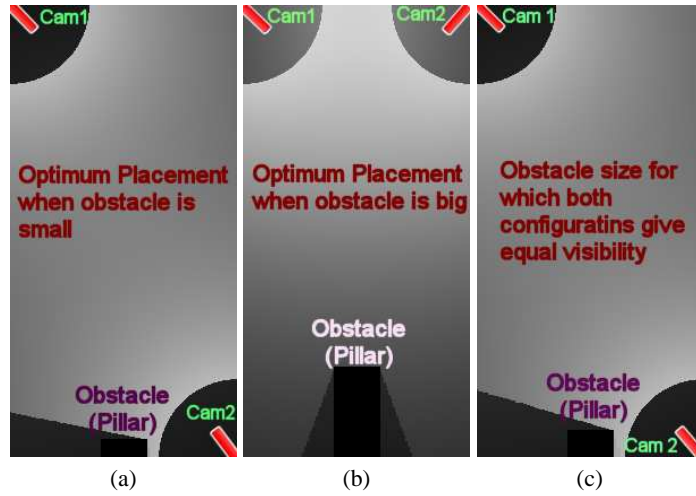 Cam1
Optimum Placement
when obstacle is
small
Obstacle
(Pillar)
Cam2
(a)
Cam1
Cam2
Optimum Placement
when obstacle is big
Obstacle
(Pillar)
(b)
Cam 1
Obstacle size for
which both
configuratins give
equal visibility
Obstacle
(Pillar)
Cam 2
(c)